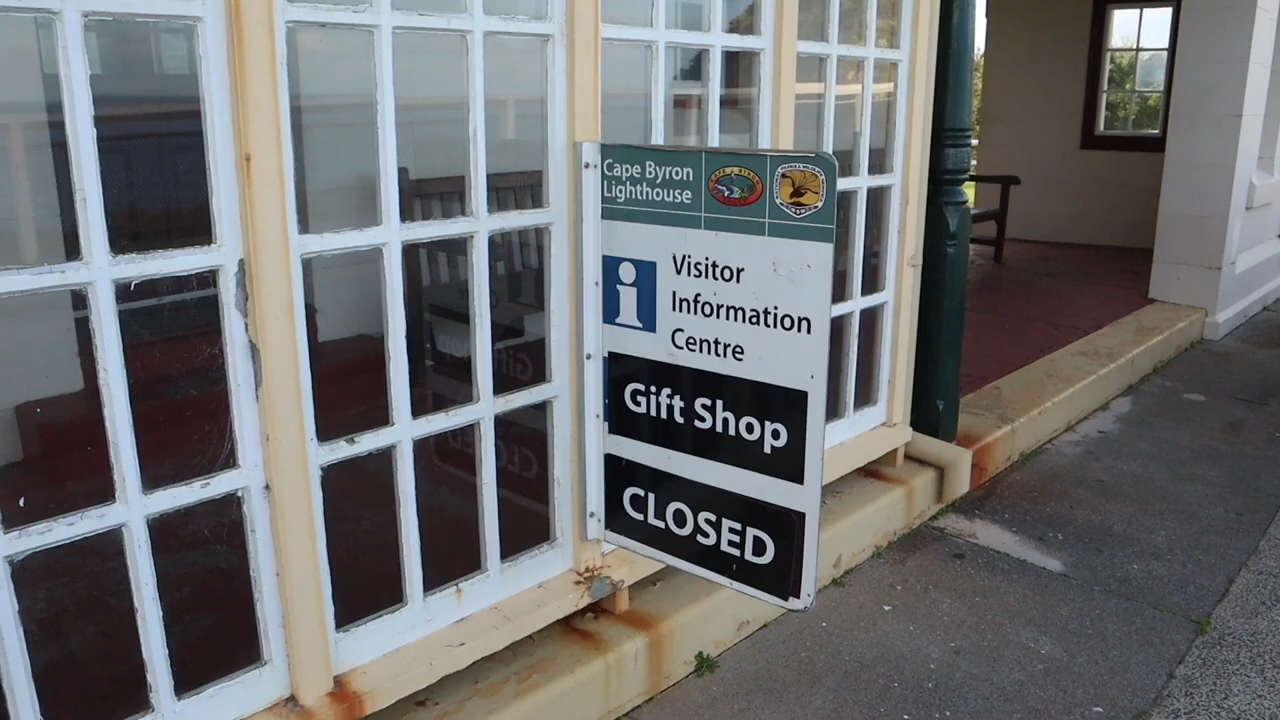 Cape Byron
Lighthouse
Visitor
Information
Centre
Gift Shop
CLOSED